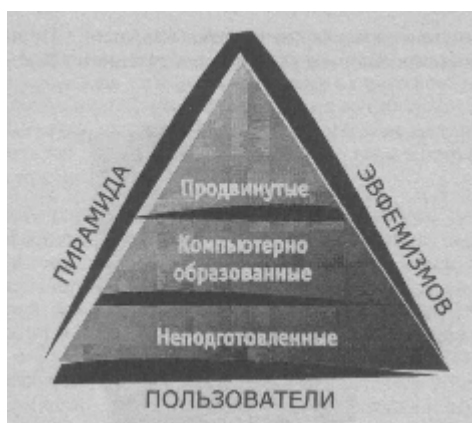 ПИРАМИДА
ЭВФЕМИЗМОВ
Продвинутые
Компьютерно
образованные
Неподготовленные
ПОЛЬЗОВАТЕЛИ